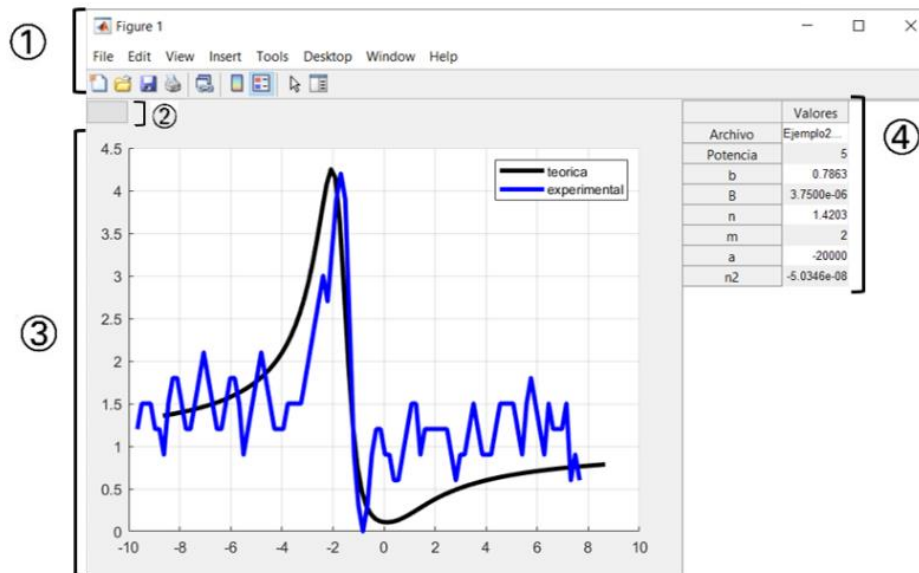 ①
Figure 1
File Edit View Insert Tools Desktop Window Help
②
③
4.5
4
3.5
3
2.5
2
1.5
1
0.5
0
-10 -8 -6 -4 -2 0 2 4 6 8 10
teorica
experimental
④
Valores
Archivo Ejemplo2...
Potencia 5
b 0.7863
B 3.7500e-06
n 1.4203
m 2
a -20000
n2 -5.0346e-08